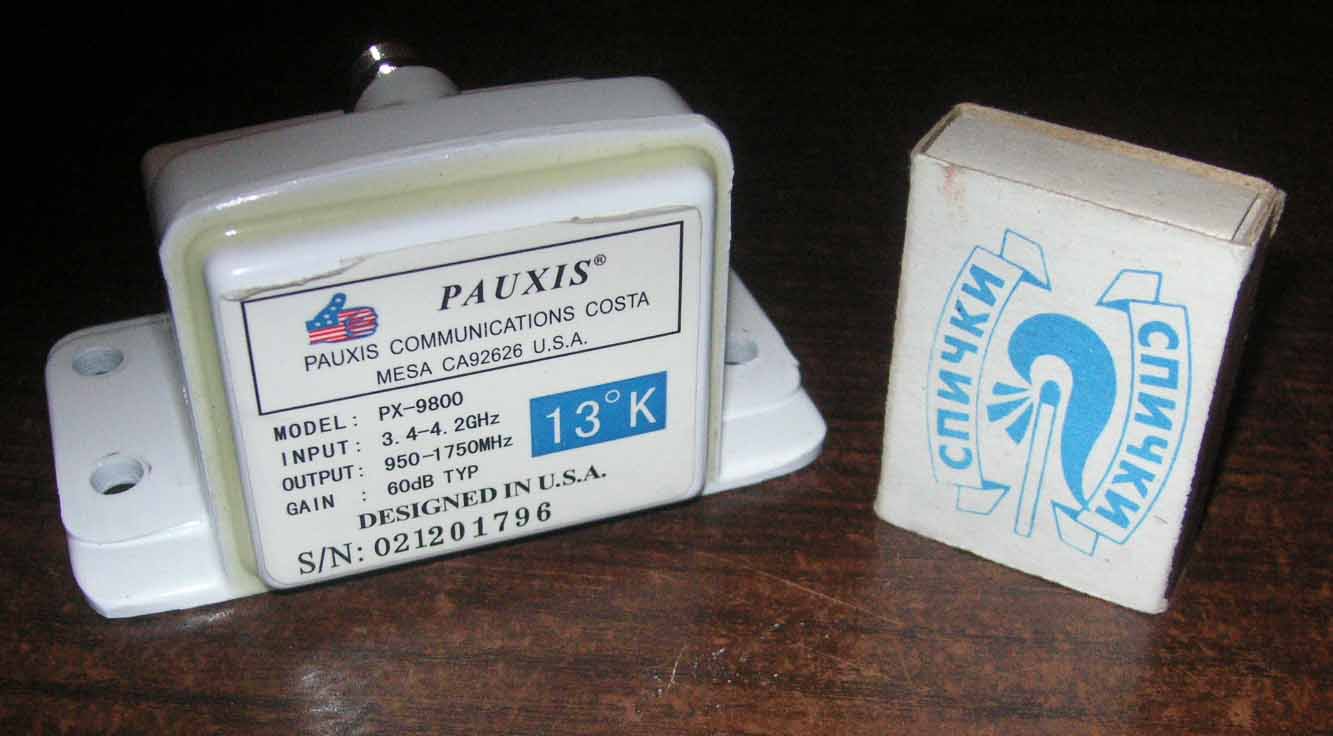 PAUXIS®
PAUXIS COMMUNICATIONS COSTA
MESA CA92626 U.S.A.
MODEL: PX-9800
INPUT: 3.4-4.2GHz
OUTPUT: 950-1750MHz
GAIN : 60dB TYP
13°K
DESIGNED IN U.S.A.
S/N: 021201796
СПИЧКИ
СПИЧКИ